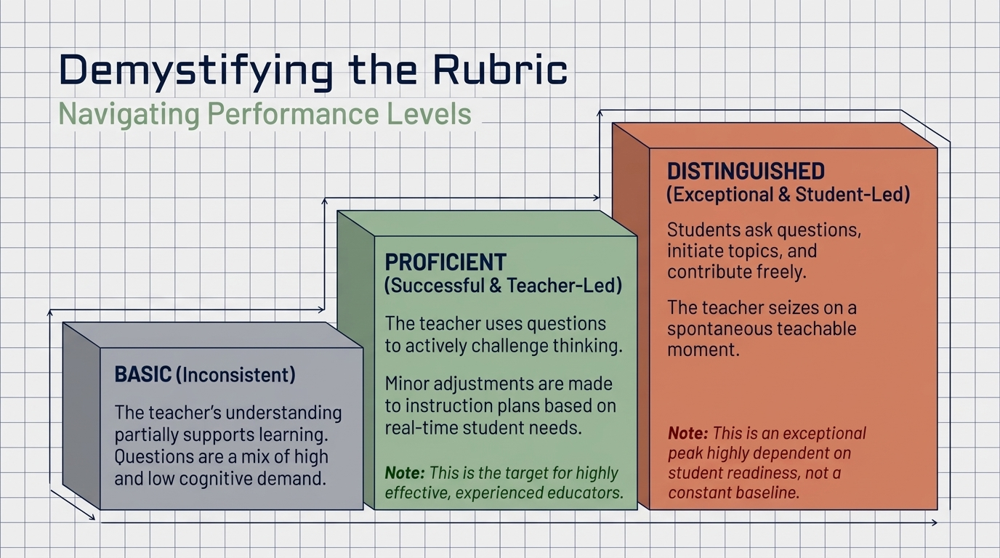 Demystifying the Rubric
Navigating Performance Levels
BASIC (Inconsistent)
The teacher’s understanding
partially supports learning.
Questions are a mix of high
and low cognitive demand.
PROFICIENT
(Successful & Teacher-Led)
The teacher uses questions
to actively challenge thinking.
Minor adjustments are made
to instruction plans based on
real-time student needs.
Note: This is the target for highly
effective, experienced educators.
DISTINGUISHED
(Exceptional & Student-Led)
Students ask questions,
initiate topics, and
contribute freely.
The teacher seizes on a
spontaneous teachable
moment.
Note: This is an exceptional
peak highly dependent on
student readiness, not a
constant baseline.